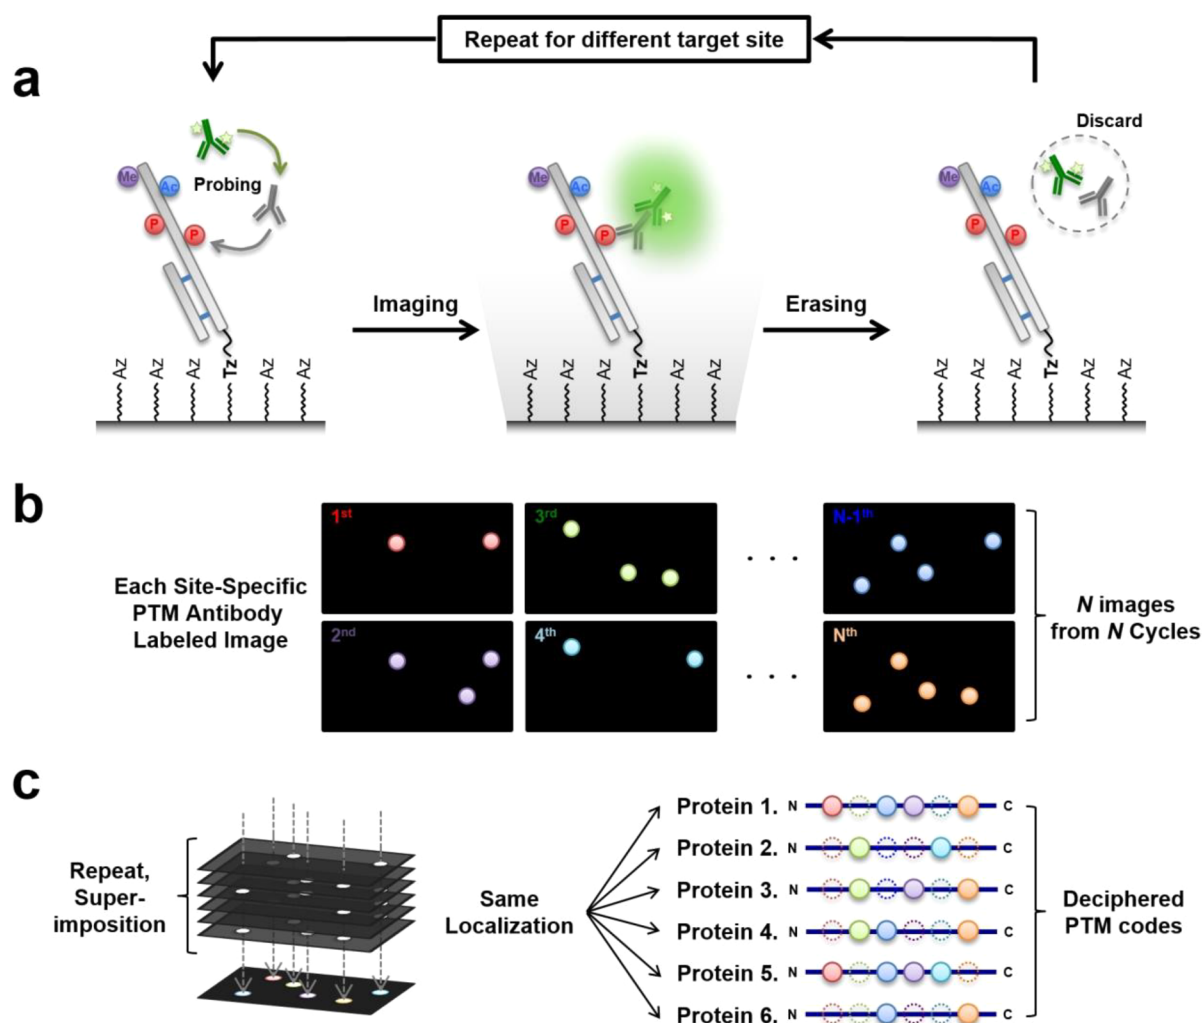 Repeat for different target site
a
Discard
Me
Ac
Probing
P
P
Me
Ac
P
P
Me
Ac
P
P
Imaging
Erasing
Az Az Az Tz Az Az
Az Az Az Tz Az Az
Az Az Az Tz Az Az
b
Each Site-Specific
PTM Antibody
Labeled Image
1st
3rd
N-1th
2nd
4th
Nth
. . .
. . .
N images
from N Cycles
c
Repeat,
Super-
imposition
Same
Localization
Protein 1. N C
Protein 2. N C
Protein 3. N C
Protein 4. N C
Protein 5. N C
Protein 6. N C
Deciphered
PTM codes